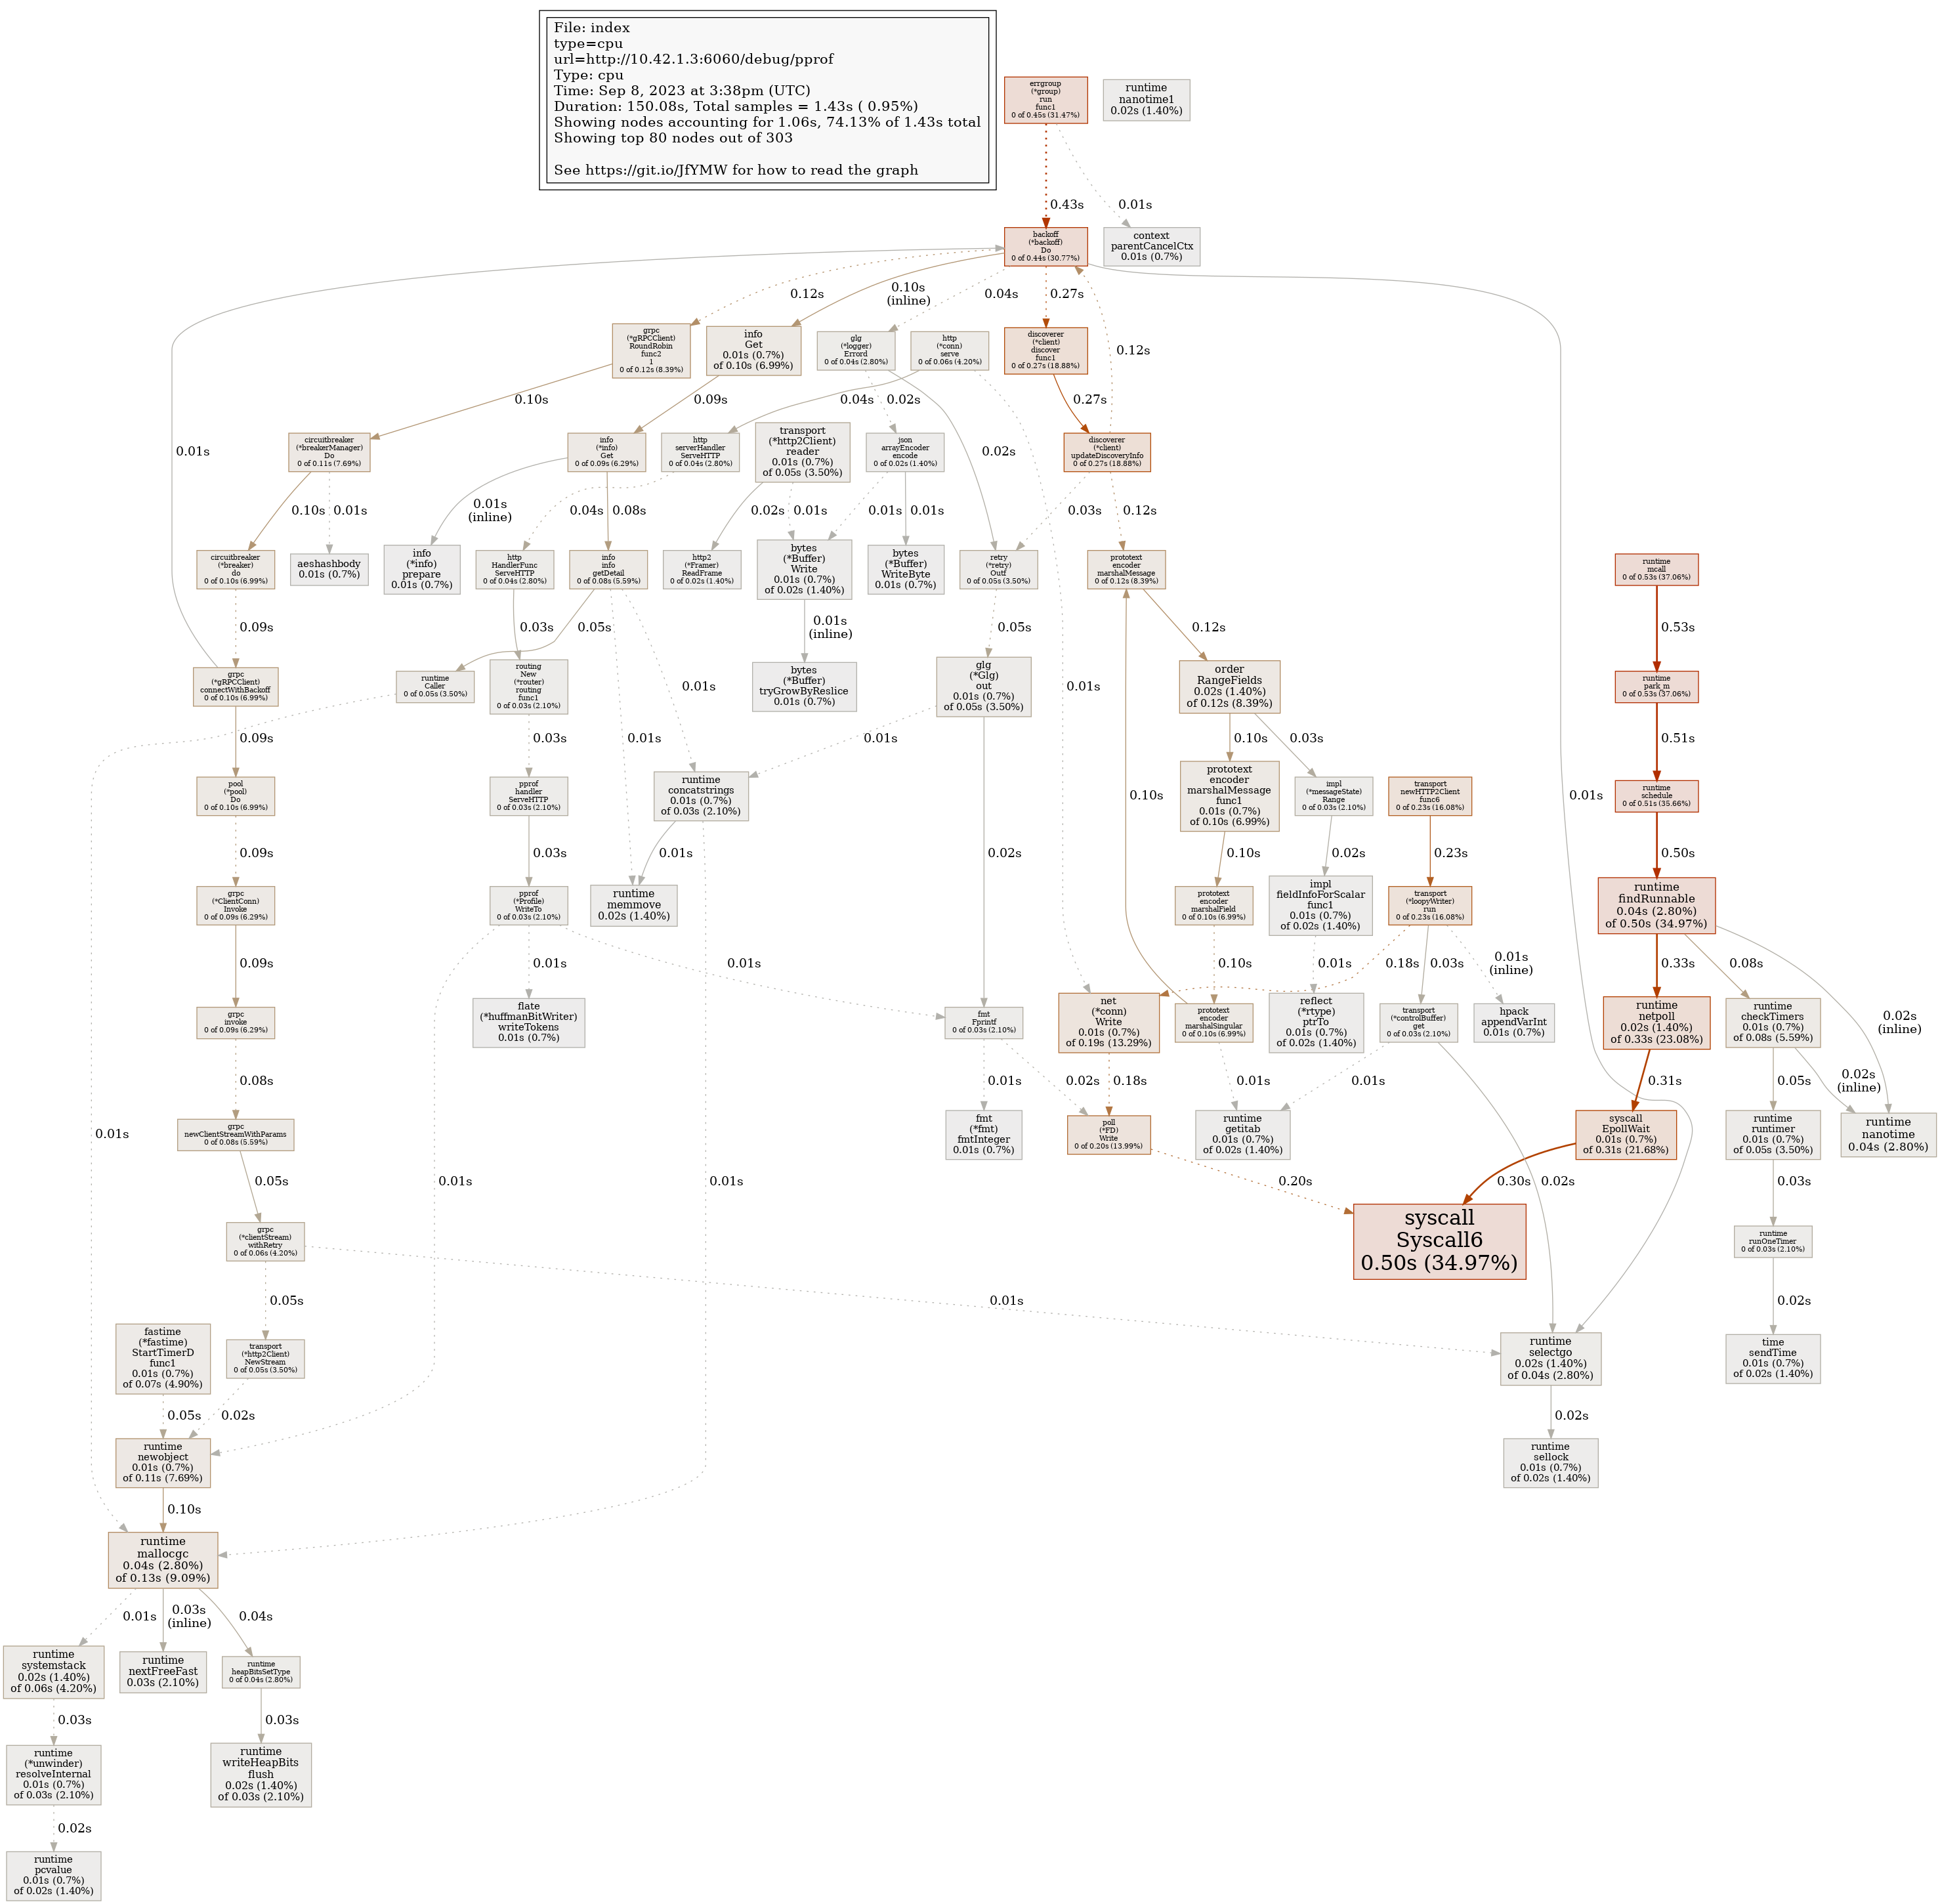 File: index
type=cpu
url=http://10.42.1.3:6060/debug/pprof
Type: cpu
Time: Sep 8, 2023 at 3:38pm (UTC)
Duration: 150.08s, Total samples = 1.43s ( 0.95%)
Showing nodes accounting for 1.06s, 74.13% of 1.43s total
Showing top 80 nodes out of 303
See https://git.io/JfYMW for how to read the graph
errgroup
(*group)
run
func1
0 of 0.45s (31.47%)
runtime
nanotime1
0.02s (1.40%)
0.43s
0.01s
backoff
(*backoff)
Do
0 of 0.44s (30.77%)
context
parentCancelCtx
0.01s (0.7%)
0.12s
0.10s
(inline)
0.04s
0.27s
grpc
(*gRPCClient)
RoundRobin
func2
1
0 of 0.12s (8.39%)
info
Get
0.01s (0.7%)
of 0.10s (6.99%)
glg
(*logger)
Errord
0 of 0.04s (2.80%)
http
(*conn)
serve
0 of 0.06s (4.20%)
discoverer
(*client)
discover
func1
0 of 0.27s (18.88%)
0.12s
0.10s
0.09s
0.04s
0.02s
0.27s
0.01s
0.02s
circuitbreaker
(*breakerManager)
Do
0 of 0.11s (7.69%)
info
(*info)
Get
0 of 0.09s (6.29%)
http
serverHandler
ServeHTTP
0 of 0.04s (2.80%)
transport
(*http2Client)
reader
0.01s (0.7%)
of 0.05s (3.50%)
json
arrayEncoder
encode
0 of 0.02s (1.40%)
discoverer
(*client)
updateDiscoveryInfo
0 of 0.27s (18.88%)
0.10s
0.01s
0.01s
(inline)
0.04s
0.08s
0.02s
0.01s
0.01s
0.01s
0.03s
0.12s
circuitbreaker
(*breaker)
do
0 of 0.10s (6.99%)
aeshashbody
0.01s (0.7%)
info
(*info)
prepare
0.01s (0.7%)
http
HandlerFunc
ServeHTTP
0 of 0.04s (2.80%)
info
info
getDetail
0 of 0.08s (5.59%)
http2
(*Framer)
ReadFrame
0 of 0.02s (1.40%)
bytes
(*Buffer)
Write
0.01s (0.7%)
of 0.02s (1.40%)
bytes
(*Buffer)
WriteByte
0.01s (0.7%)
retry
(*retry)
Outf
0 of 0.05s (3.50%)
prototext
encoder
marshalMessage
0 of 0.12s (8.39%)
runtime
mcall
0 of 0.53s (37.06%)
0.09s
0.03s
0.05s
0.01s
(inline)
0.05s
0.12s
0.53s
grpc
(*gRPCClient)
connectWithBackoff
0 of 0.10s (6.99%)
runtime
Caller
0 of 0.05s (3.50%)
routing
New
(*router)
routing
func1
0 of 0.03s (2.10%)
0.01s
bytes
(*Buffer)
tryGrowByReslice
0.01s (0.7%)
glg
(*Glg)
out
0.01s (0.7%)
of 0.05s (3.50%)
0.01s
order
RangeFields
0.02s (1.40%)
of 0.12s (8.39%)
runtime
park_m
0 of 0.53s (37.06%)
0.09s
0.03s
0.01s
0.01s
0.10s
0.03s
0.51s
pool
(*pool)
Do
0 of 0.10s (6.99%)
pprof
handler
ServeHTTP
0 of 0.03s (2.10%)
runtime
concatstrings
0.01s (0.7%)
of 0.03s (2.10%)
0.10s
prototext
encoder
marshalMessage
func1
0.01s (0.7%)
of 0.10s (6.99%)
impl
(*messageState)
Range
0 of 0.03s (2.10%)
transport
newHTTP2Client
func6
0 of 0.23s (16.08%)
0.01s
runtime
schedule
0 of 0.51s (35.66%)
0.09s
0.03s
0.01s
0.02s
0.10s
0.02s
0.23s
0.50s
grpc
(*ClientConn)
Invoke
0 of 0.09s (6.29%)
pprof
(*Profile)
WriteTo
0 of 0.03s (2.10%)
runtime
memmove
0.02s (1.40%)
prototext
encoder
marshalField
0 of 0.10s (6.99%)
impl
fieldInfoForScalar
func1
0.01s (0.7%)
of 0.02s (1.40%)
transport
(*loopyWriter)
run
0 of 0.23s (16.08%)
runtime
findRunnable
0.04s (2.80%)
of 0.50s (34.97%)
0.09s
0.01s
0.01s
0.10s
0.01s
0.18s
0.03s
0.01s
(inline)
0.33s
0.08s
0.02s
(inline)
grpc
invoke
0 of 0.09s (6.29%)
flate
(*huffmanBitWriter)
writeTokens
0.01s (0.7%)
fmt
Fprintf
0 of 0.03s (2.10%)
net
(*conn)
Write
0.01s (0.7%)
of 0.19s (13.29%)
prototext
encoder
marshalSingular
0 of 0.10s (6.99%)
reflect
(*rtype)
ptrTo
0.01s (0.7%)
of 0.02s (1.40%)
transport
(*controlBuffer)
get
0 of 0.03s (2.10%)
hpack
appendVarInt
0.01s (0.7%)
runtime
netpoll
0.02s (1.40%)
of 0.33s (23.08%)
runtime
checkTimers
0.01s (0.7%)
of 0.08s (5.59%)
0.08s
0.01s
0.02s
0.18s
0.01s
0.01s
0.31s
0.05s
0.02s
(inline)
grpc
newClientStreamWithParams
0 of 0.08s (5.59%)
0.01s
0.01s
0.01s
fmt
(*fmt)
fmtInteger
0.01s (0.7%)
poll
(*FD)
Write
0 of 0.20s (13.99%)
runtime
getitab
0.01s (0.7%)
of 0.02s (1.40%)
syscall
EpollWait
0.01s (0.7%)
of 0.31s (21.68%)
runtime
runtimer
0.01s (0.7%)
of 0.05s (3.50%)
runtime
nanotime
0.04s (2.80%)
0.05s
0.20s
0.30s
0.02s
0.03s
grpc
(*clientStream)
withRetry
0 of 0.06s (4.20%)
syscall
Syscall6
0.50s (34.97%)
runtime
runOneTimer
0 of 0.03s (2.10%)
0.05s
0.01s
0.02s
fastime
(*fastime)
StartTimerD
func1
0.01s (0.7%)
of 0.07s (4.90%)
transport
(*http2Client)
NewStream
0 of 0.05s (3.50%)
runtime
selectgo
0.02s (1.40%)
of 0.04s (2.80%)
time
sendTime
0.01s (0.7%)
of 0.02s (1.40%)
0.05s
0.02s
0.02s
runtime
newobject
0.01s (0.7%)
of 0.11s (7.69%)
runtime
sellock
0.01s (0.7%)
of 0.02s (1.40%)
0.10s
runtime
mallocgc
0.04s (2.80%)
of 0.13s (9.09%)
0.01s
0.03s
(inline)
0.04s
runtime
systemstack
0.02s (1.40%)
of 0.06s (4.20%)
runtime
nextFreeFast
0.03s (2.10%)
runtime
heapBitsSetType
0 of 0.04s (2.80%)
0.03s
0.03s
runtime
(*unwinder)
resolveInternal
0.01s (0.7%)
of 0.03s (2.10%)
runtime
writeHeapBits
flush
0.02s (1.40%)
of 0.03s (2.10%)
0.02s
runtime
pcvalue
0.01s (0.7%)
of 0.02s (1.40%)